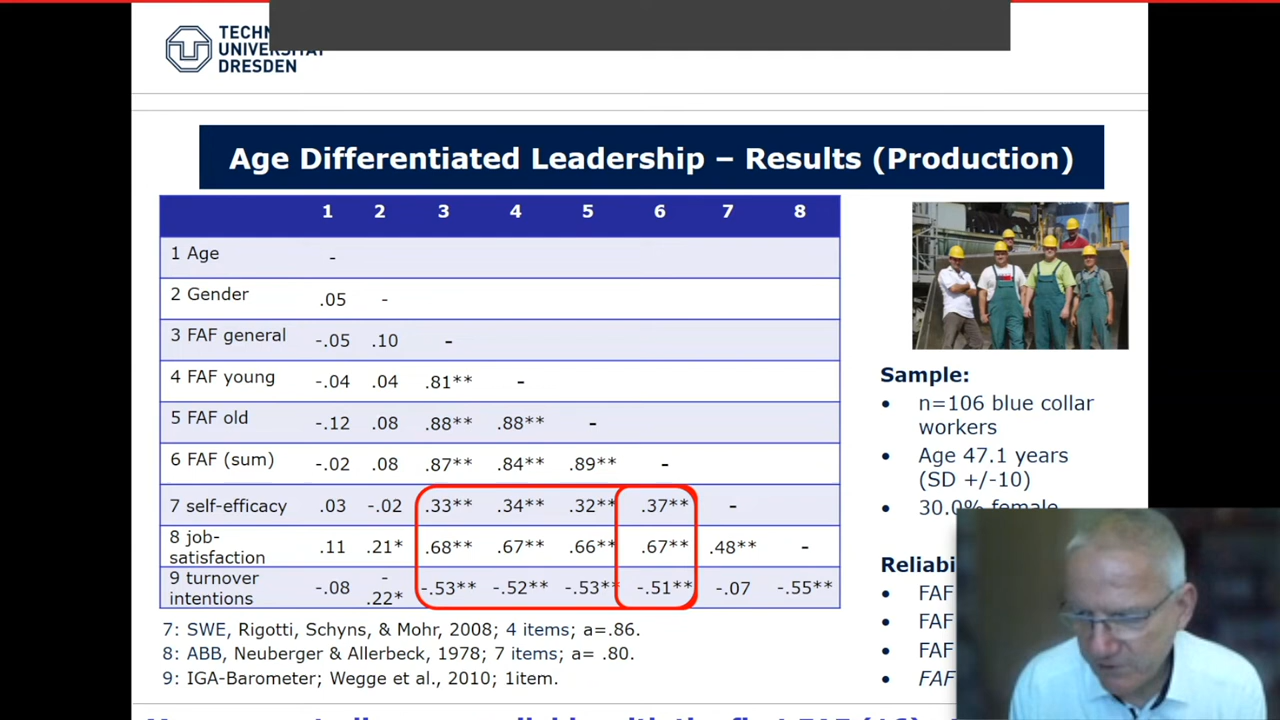 TECHN
UNIVERSITÄT
DRESDEN
Age Differentiated Leadership – Results (Production)
1 2 3 4 5 6 7 8
1 Age -
2 Gender .05 -
3 FAF general -.05 .10 -
4 FAF young -.04 .04 .81** -
5 FAF old -.12 .08 .88** .88** -
6 FAF (sum) -.02 .08 .87** .84** .89** -
7 self-efficacy .03 -.02 .33** .34** .32** .37** -
8 job-
satisfaction .11 .21* .68** .67** .66** .67** .48** -
9 turnover
intentions -.08 -.22* -.53** -.52** -.53** -.51** -.07 -.55**
7: SWE, Rigotti, Schyns, & Mohr, 2008; 4 items; a=.86.
8: ABB, Neuberger & Allerbeck, 1978; 7 items; a= .80.
9: IGA-Barometer; Wegge et al., 2010; 1item.
Sample:
• n=106 blue collar
workers
• Age 47.1 years
(SD +/-10)
• 30.0% female
Reliabi
• FAF
• FAF
• FAF
• FAF